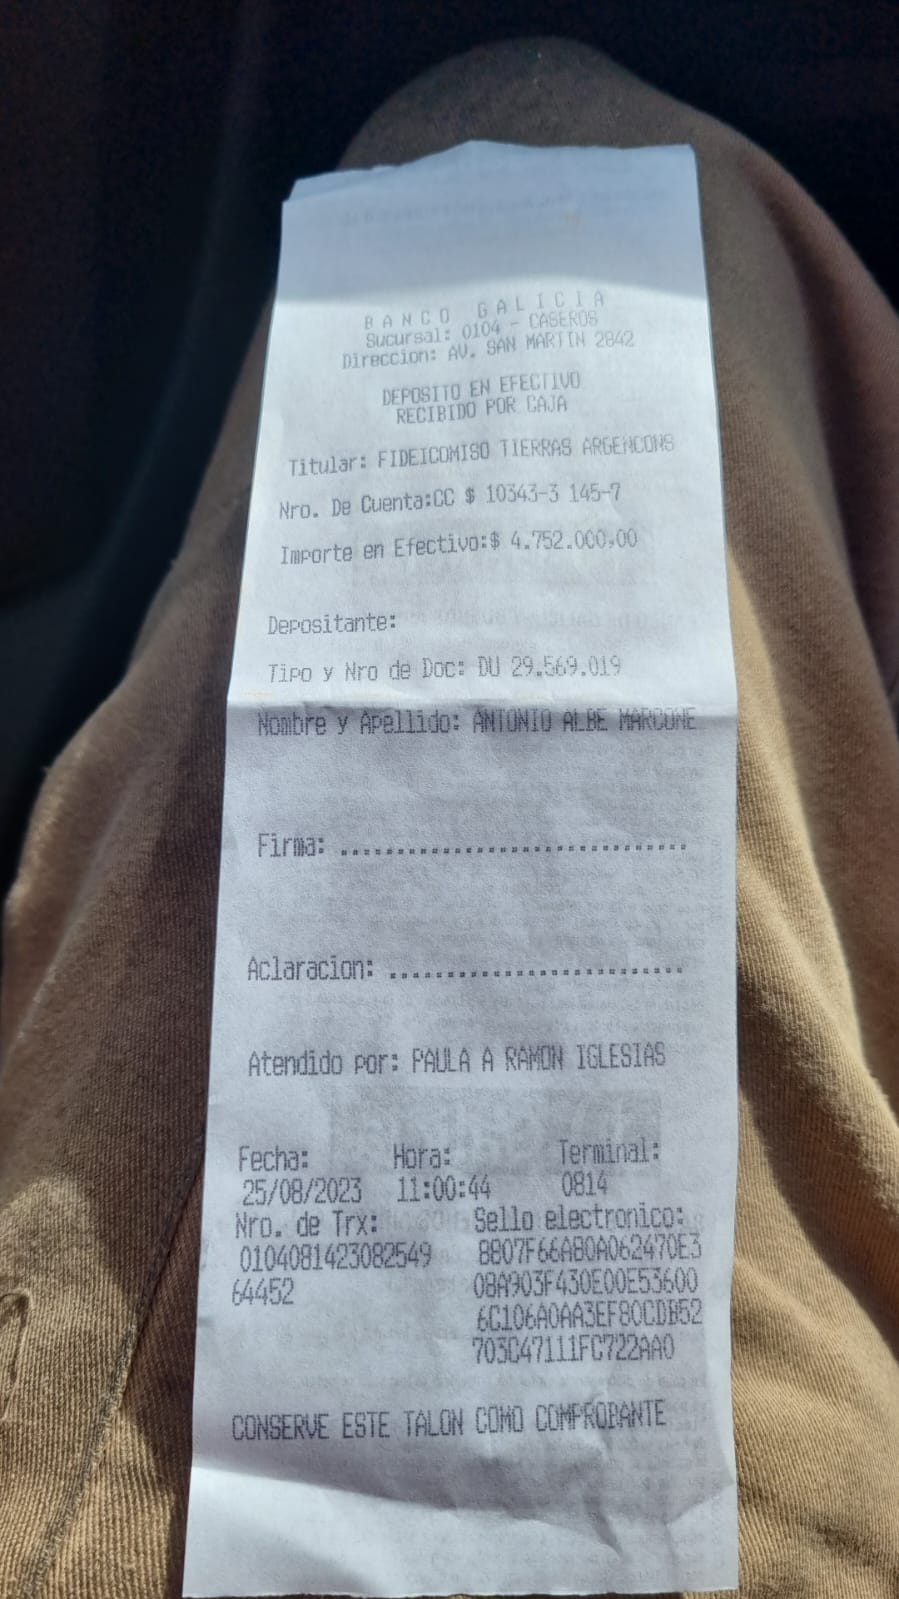 BANCO GALICIA
Sucursal: 0104 - CASEROS
Direccion: AV. SAN MARTIN 2842
DEPOSITO EN EFECTIVO
RECIBIDO POR CAJA
Titular: FIDEICOMISO TIERRAS ARGENCONS
Nro. De Cuenta:CC $ 10343-3 145-7
Importe en Efectivo:$ 4.752.000,00
Depositante:
Tipo y Nro de Doc: DU 29.569.019
Nombre y Apellido: ANTONIO ALBE MARCONE
Firma: ..............................
Aclaracion: ..........................
Atendido por: PAULA A RAMON IGLESIAS
Fecha: Hora: Terminal:
25/08/2023 11:00:44 0814
Nro. de Trx: Sello electronico:
0104081423082549 8807F66AB0A062470E3
64452 08A903F430E00E53600
6C106A0AA3EF80CDB52
703C47111FC722AA0
CONSERVE ESTE TALON COMO COMPROBANTE